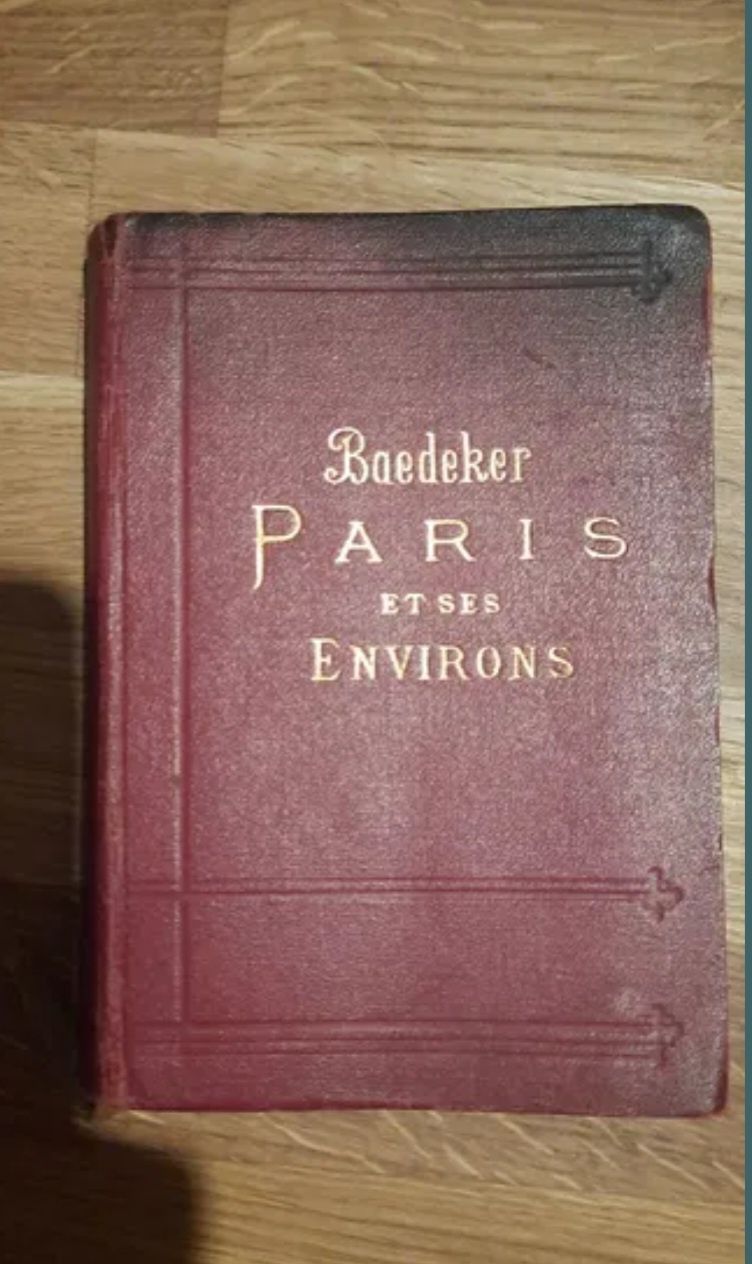 Baedeker
PARIS
ET SES
ENVIRONS